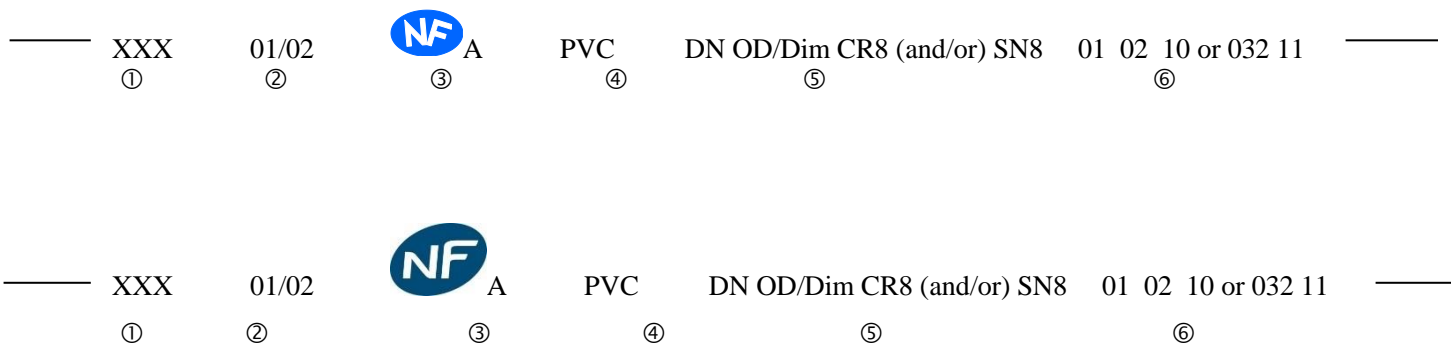 XXX 01/02 NF A PVC DN OD/Dim CR8 (and/or) SN8 01 02 10 or 032 11
① ② ③ ④ ⑤ ⑥
XXX 01/02 NF A PVC DN OD/Dim CR8 (and/or) SN8 01 02 10 or 032 11
① ② ③ ④ ⑤ ⑥